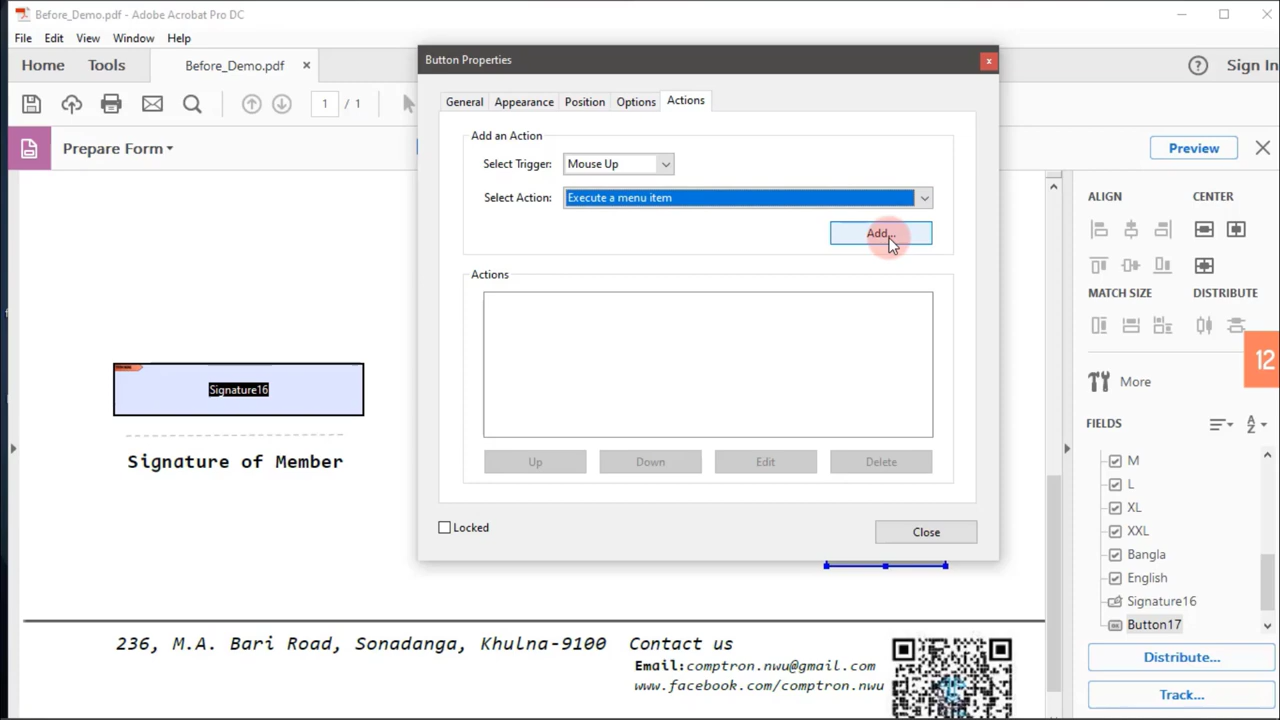 Before_Demo.pdf - Adobe Acrobat Pro DC
File Edit View Window Help
Home Tools Before_Demo.pdf × Sign In
1 / 1
Prepare Form
Preview
Button Properties
General Appearance Position Options Actions
Add an Action
Select Trigger: Mouse Up
Select Action: Execute a menu item
Add...
Actions
Up Down Edit Delete
Locked
Close
Signature16
Signature of Member
236, M.A. Bari Road, Sonadanga, Khulna-9100 Contact us
Email:comptron.nwu@gmail.com
www.facebook.com/comptron.nwu
ALIGN CENTER
MATCH SIZE DISTRIBUTE
12
More
FIELDS
M
L
XL
XXL
Bangla
English
Signature16
Button17
Distribute...
Track...